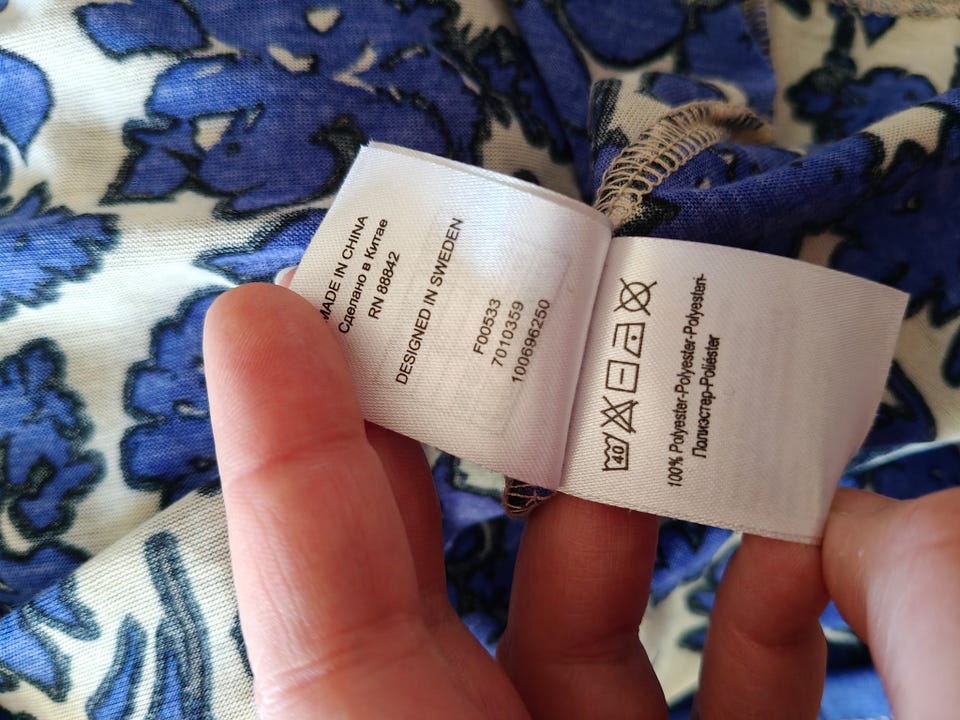 MADE IN CHINA
Сделано в Китае
RN 88842
DESIGNED IN SWEDEN
F00533
7010359
100696250
40
100% Polyester-Polyester-Polyester-
Полиэстер-Poliéster